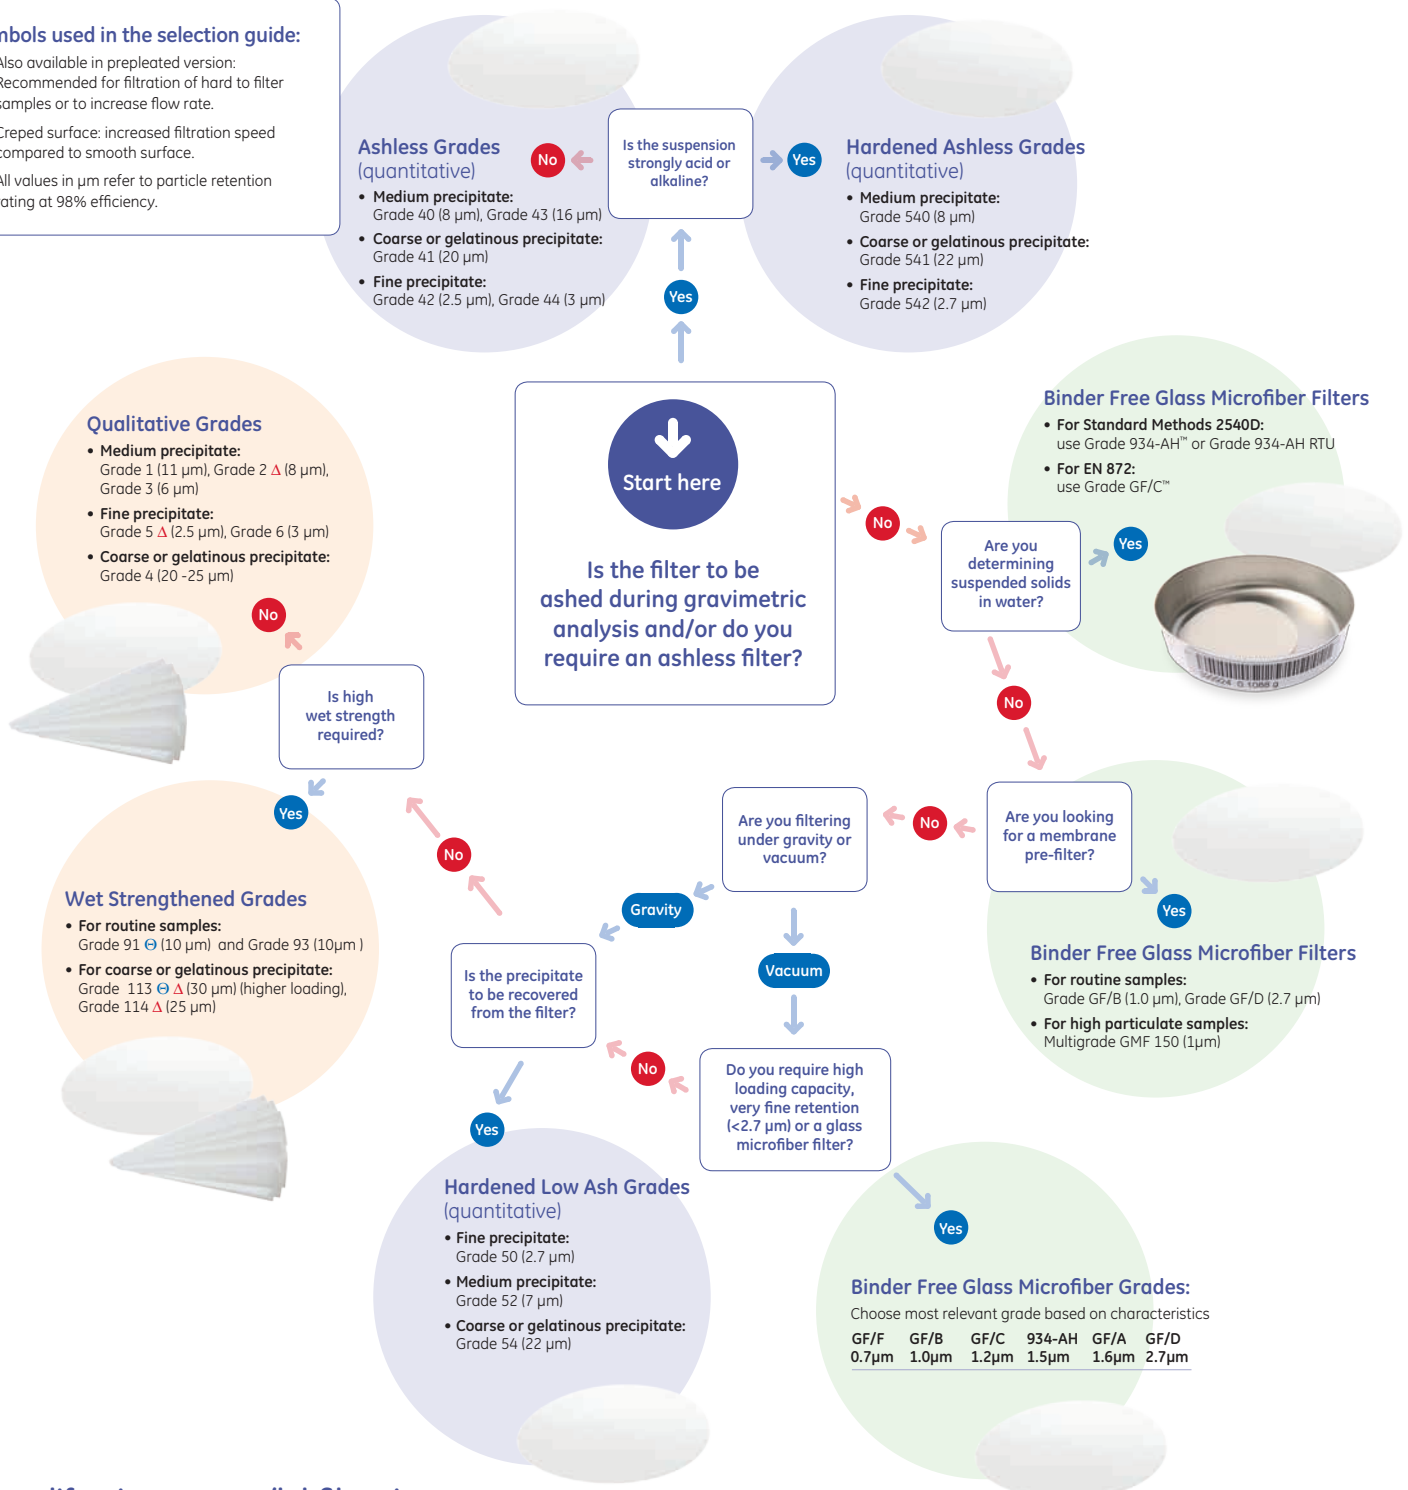 mbols used in the selection guide:
Also available in prepleated version:
Recommended for filtration of hard to filter
samples or to increase flow rate.
Creped surface: increased filtration speed
compared to smooth surface.
All values in µm refer to particle retention
rating at 98% efficiency.
Ashless Grades
(quantitative)
• Medium precipitate:
Grade 40 (8 µm), Grade 43 (16 µm)
• Coarse or gelatinous precipitate:
Grade 41 (20 µm)
• Fine precipitate:
Grade 42 (2.5 µm), Grade 44 (3 µm)
No
Is the suspension
strongly acid or
alkaline?
Yes
Hardened Ashless Grades
(quantitative)
• Medium precipitate:
Grade 540 (8 µm)
• Coarse or gelatinous precipitate:
Grade 541 (22 µm)
• Fine precipitate:
Grade 542 (2.7 µm)
Yes
Start here
Is the filter to be
ashed during gravimetric
analysis and/or do you
require an ashless filter?
No
Binder Free Glass Microfiber Filters
• For Standard Methods 2540D:
use Grade 934-AH™ or Grade 934-AH RTU
• For EN 872:
use Grade GF/C™
Are you
determining
suspended solids
in water?
Yes
No
Qualitative Grades
• Medium precipitate:
Grade 1 (11 µm), Grade 2 Δ (8 µm),
Grade 3 (6 µm)
• Fine precipitate:
Grade 5 Δ (2.5 µm), Grade 6 (3 µm)
• Coarse or gelatinous precipitate:
Grade 4 (20 -25 µm)
No
Is high
wet strength
required?
Yes
No
Are you filtering
under gravity or
vacuum?
No
Are you looking
for a membrane
pre-filter?
Yes
Gravity
Vacuum
Wet Strengthened Grades
• For routine samples:
Grade 91 Θ (10 µm) and Grade 93 (10µm )
• For coarse or gelatinous precipitate:
Grade 113 Θ Δ (30 µm) (higher loading),
Grade 114 Δ (25 µm)
Is the precipitate
to be recovered
from the filter?
Binder Free Glass Microfiber Filters
• For routine samples:
Grade GF/B (1.0 µm), Grade GF/D (2.7 µm)
• For high particulate samples:
Multigrade GMF 150 (1µm)
No
Do you require high
loading capacity,
very fine retention
(<2.7 µm) or a glass
microfiber filter?
Yes
Yes
Hardened Low Ash Grades
(quantitative)
• Fine precipitate:
Grade 50 (2.7 µm)
• Medium precipitate:
Grade 52 (7 µm)
• Coarse or gelatinous precipitate:
Grade 54 (22 µm)
Binder Free Glass Microfiber Grades:
Choose most relevant grade based on characteristics
GF/F GF/B GF/C 934-AH GF/A GF/D
0.7µm 1.0µm 1.2µm 1.5µm 1.6µm 2.7µm